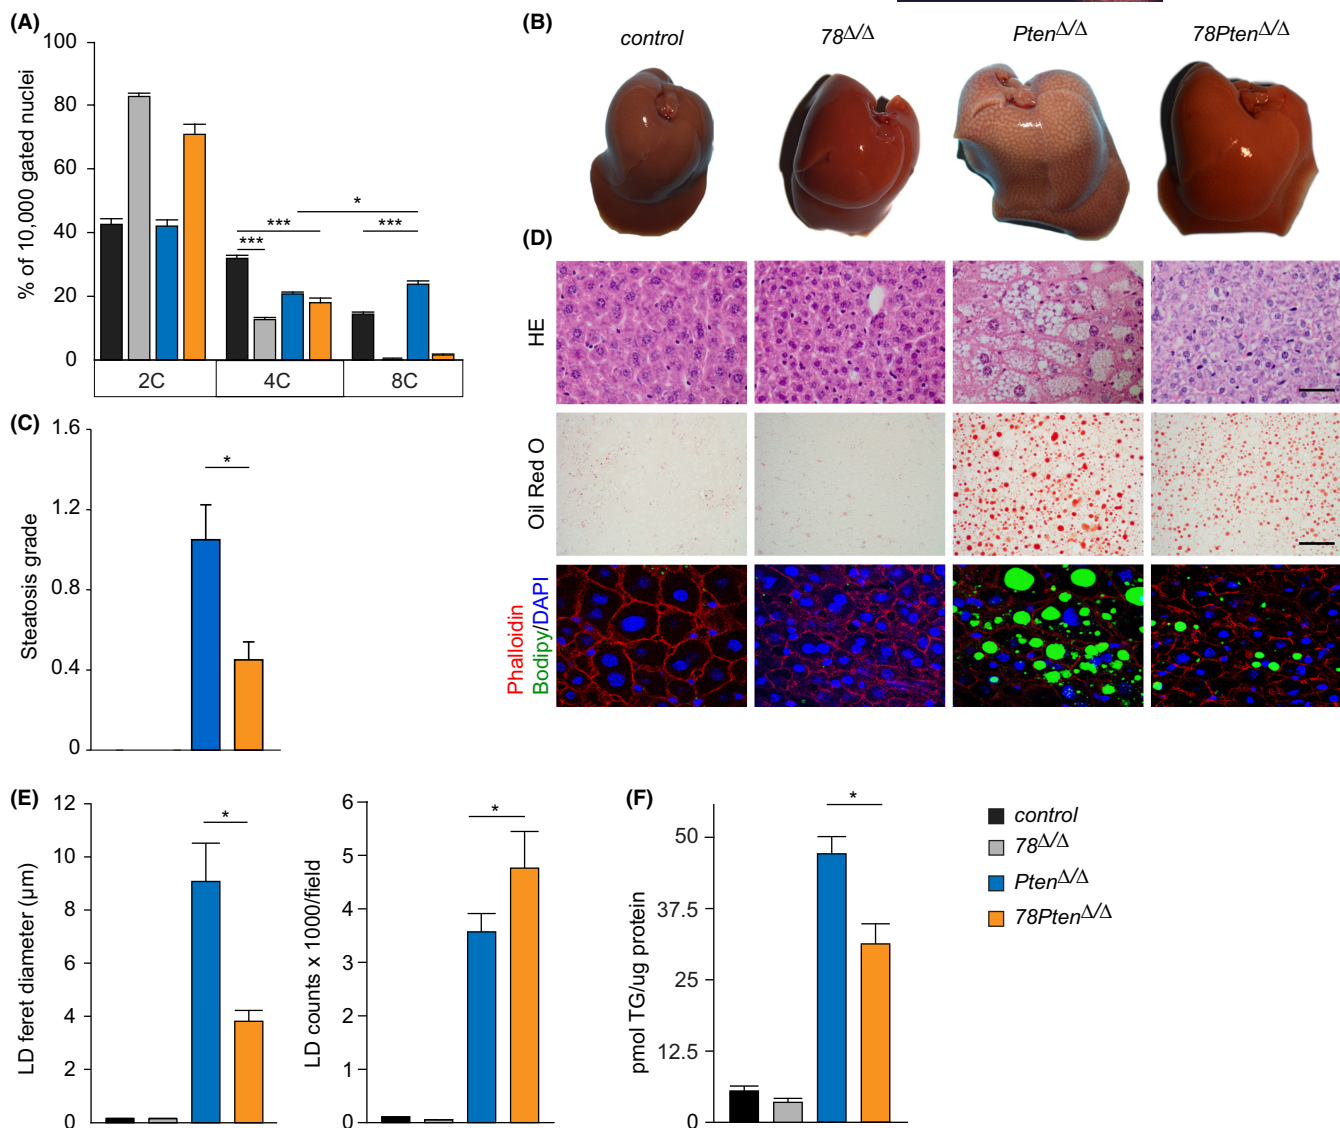 (A)
100
80
60
40
20
0
% of 10,000 gated nuclei
***
***
*
***
2C 4C 8C
(B)
control 78Δ/Δ PtenΔ/Δ 78PtenΔ/Δ
(C)
1.6
1.2
0.8
0.4
0
Steatosis grade
*
(D)
HE
Oil Red O
Phalloidin
Bodipy/DAPI
(E)
12
10
8
6
4
2
0
LD feret diameter (µm)
*
6
5
4
3
2
1
0
LD counts x 1000/field
*
(F)
50
37.5
25
12.5
0
pmol TG/ug protein
*
control
78Δ/Δ
PtenΔ/Δ
78PtenΔ/Δ